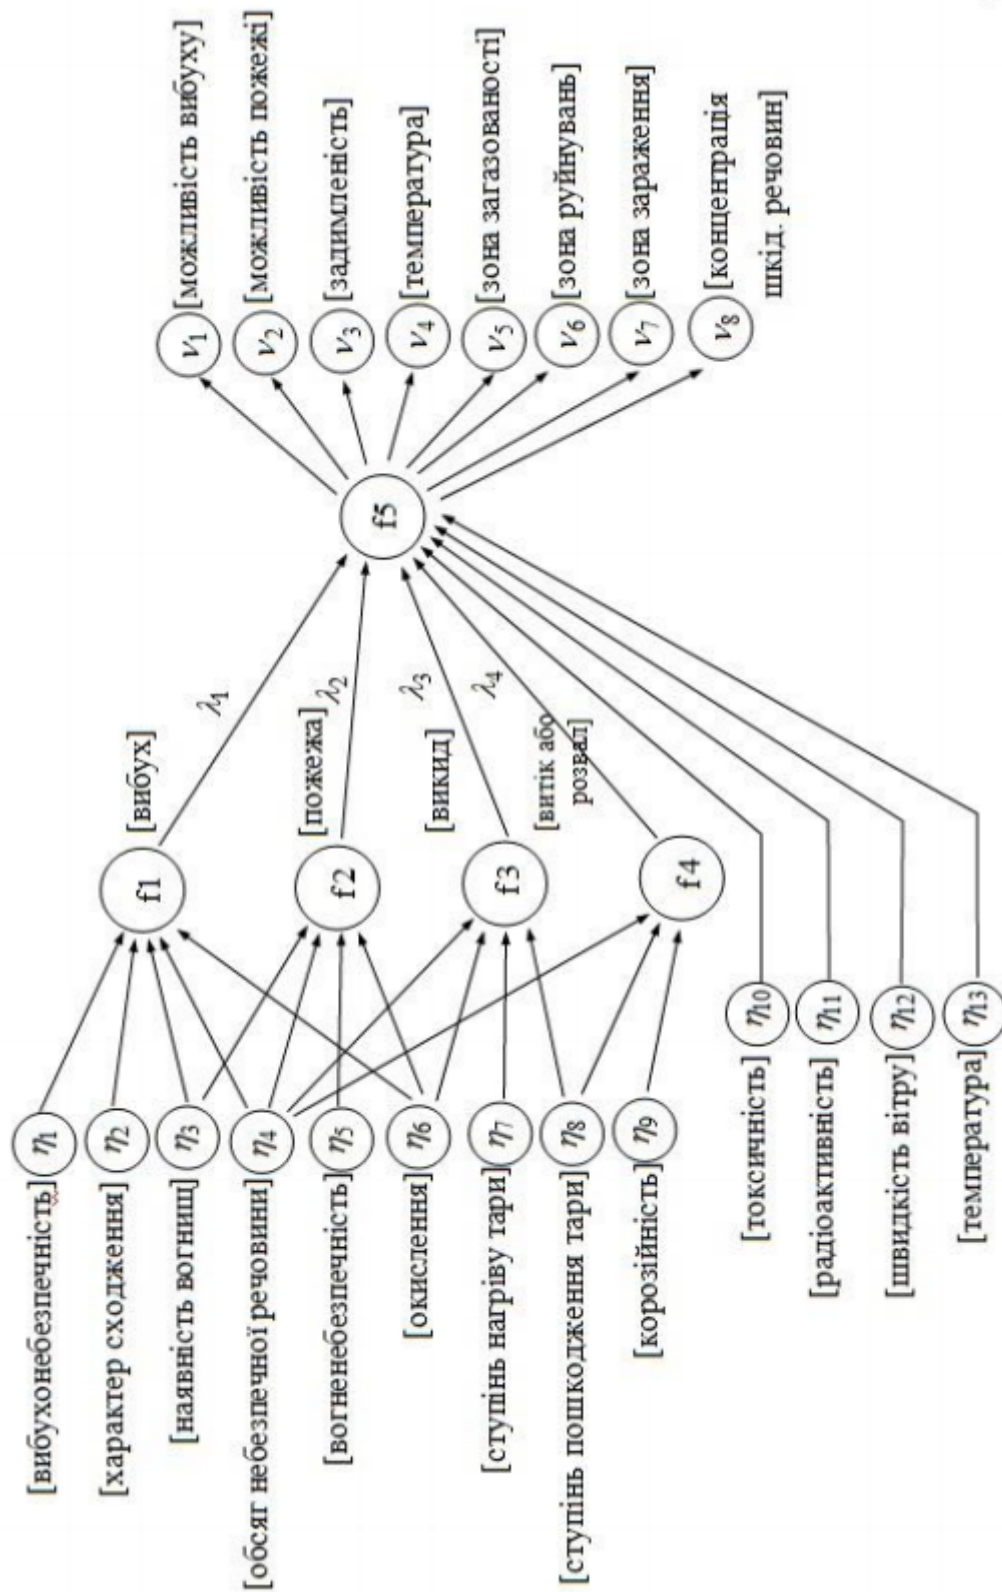 [вибухонебезпечність] η1
[характер сходження] η2
[наявність вогнищ] η3
[обсяг небезпечної речовини] η4
[вогненебезпечність] η5
[окислення] η6
[ступінь нагріву тари] η7
[ступінь пошкодження тари] η8
[корозійність] η9
[токсичність] η10
[радіоактивність] η11
[швидкість вітру] η12
[температура] η13
f1
[вибух]
λ1
f2
[пожежа]
λ2
f3
[викид]
λ3
f4
[витік або
розвал]
λ4
f5
ν1 [можливість вибуху]
ν2 [можливість пожежі]
ν3 [задимленість]
ν4 [температура]
ν5 [зона загазованості]
ν6 [зона руйнувань]
ν7 [зона зараження]
ν8 [концентрація
шкід. речовин]